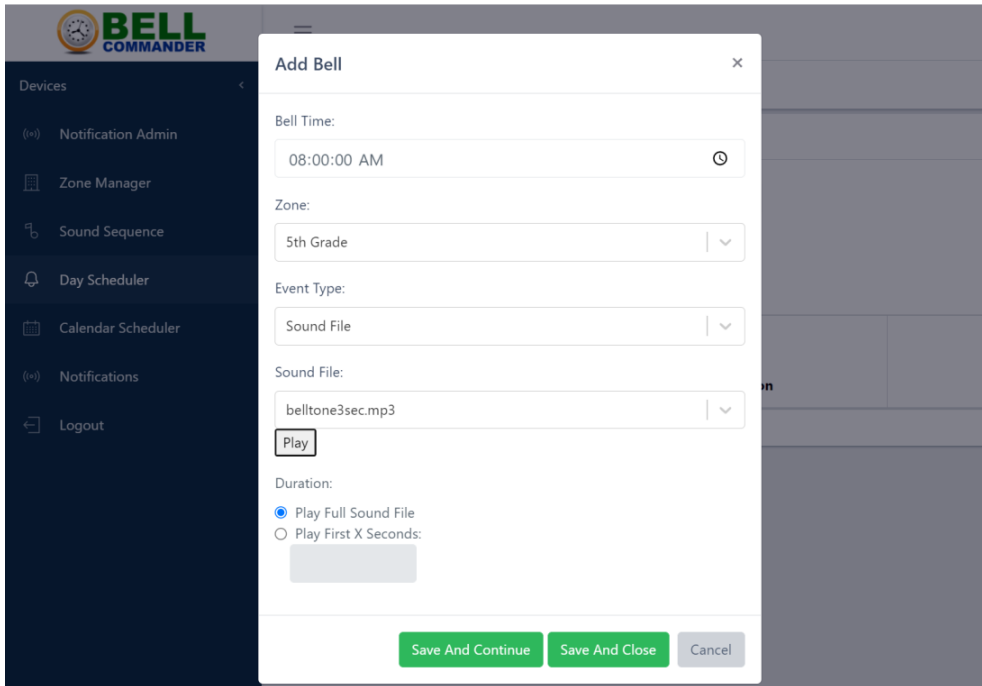 BELL
COMMANDER
Devices
Notification Admin
Zone Manager
Sound Sequence
Day Scheduler
Calendar Scheduler
Notifications
Logout
Add Bell
Bell Time:
08:00:00 AM
Zone:
5th Grade
Event Type:
Sound File
Sound File:
belltone3sec.mp3
Play
Duration:
Play Full Sound File
Play First X Seconds:
Save And Continue
Save And Close
Cancel